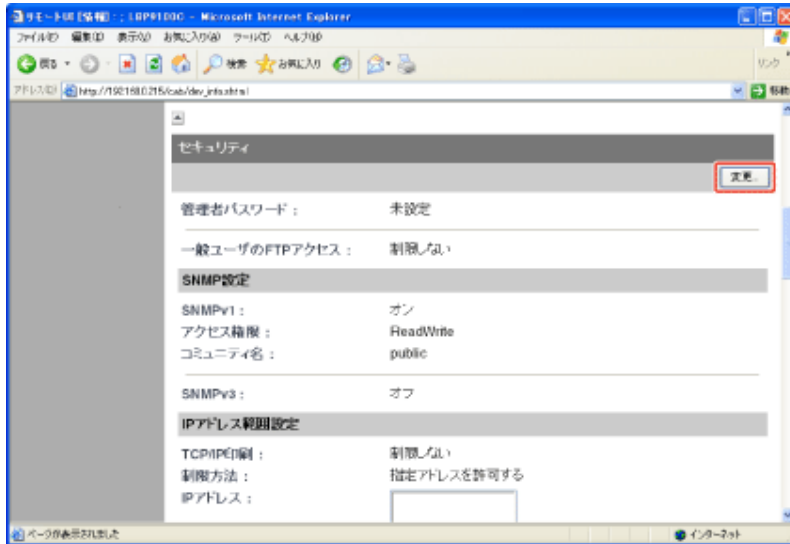 リモートUI [情報] : ; LBP9100C - Microsoft Internet Explorer
ファイル(F) 編集(E) 表示(V) お気に入り(A) ツール(T) ヘルプ(H)
戻る 検索 お気に入り リンク
アドレス(D) http://192.168.0.215/cab/dev_info.shtml 移動
セキュリティ
変更...
管理者パスワード : 未設定
一般ユーザのFTPアクセス : 制限しない
SNMP設定
SNMPv1 : オン
アクセス権限 : ReadWrite
コミュニティ名 : public
SNMPv3 : オフ
IPアドレス範囲設定
TCP/IP印刷 : 制限しない
制限方法 : 指定アドレスを許可する
IPアドレス :
ページが表示されました インターネット